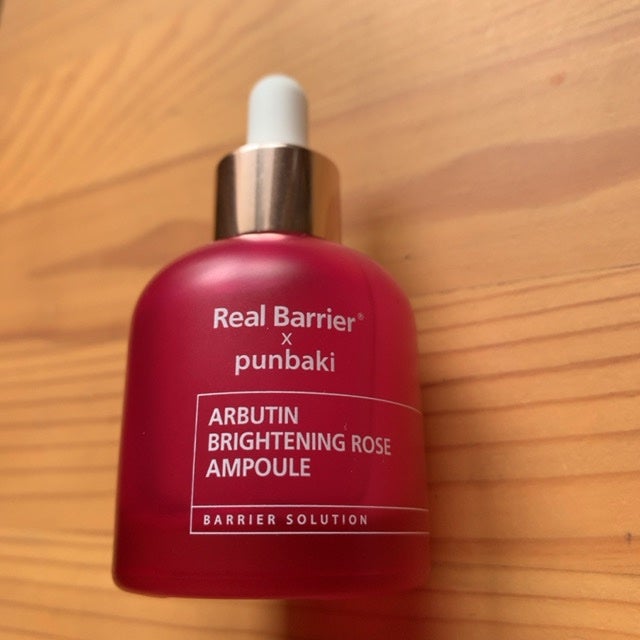 Real Barrier®
x
punbaki
ARBUTIN
BRIGHTENING ROSE
AMPOULE
BARRIER SOLUTION